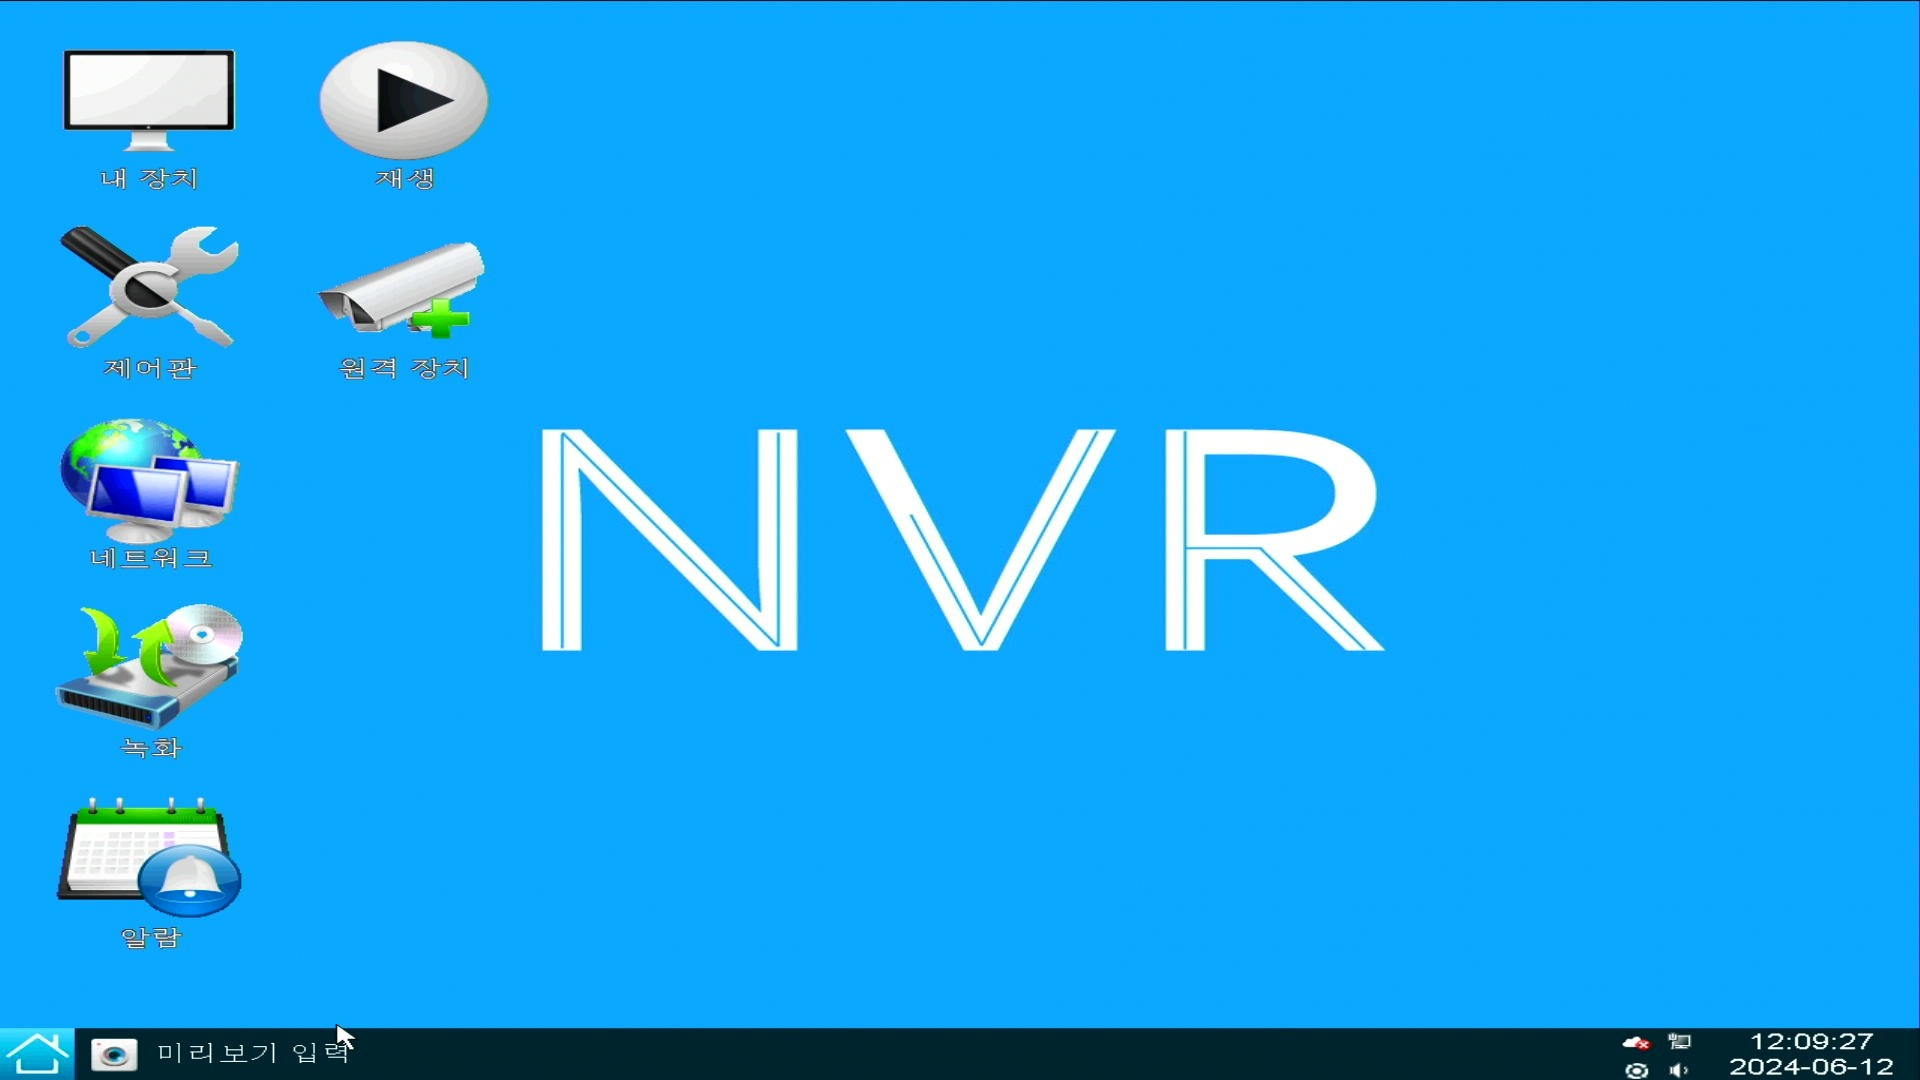 내 장치
재생
제어판
원격 장치
네트워크
녹화
알람
NVR
미리보기 입력
12:09:27
2024-06-12